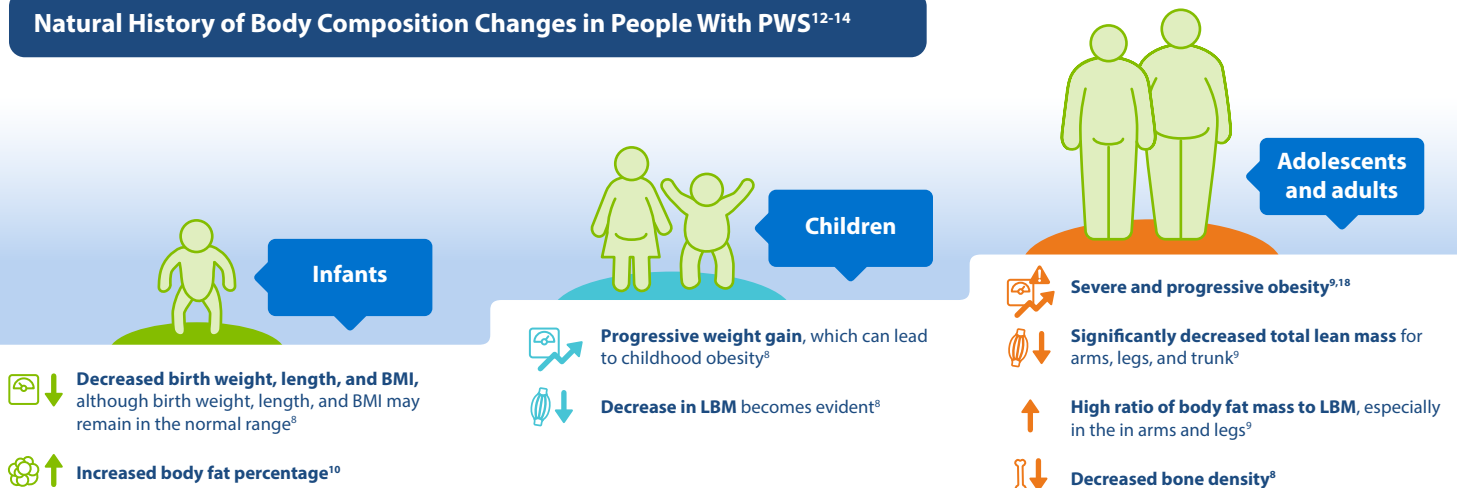 Natural History of Body Composition Changes in People With PWS12-14
Infants
Decreased birth weight, length, and BMI,
although birth weight, length, and BMI may
remain in the normal range8
Increased body fat percentage10
Children
Progressive weight gain, which can lead
to childhood obesity8
Decrease in LBM becomes evident8
Adolescents
and adults
Severe and progressive obesity9,18
Significantly decreased total lean mass for
arms, legs, and trunk9
High ratio of body fat mass to LBM, especially
in the in arms and legs9
Decreased bone density8